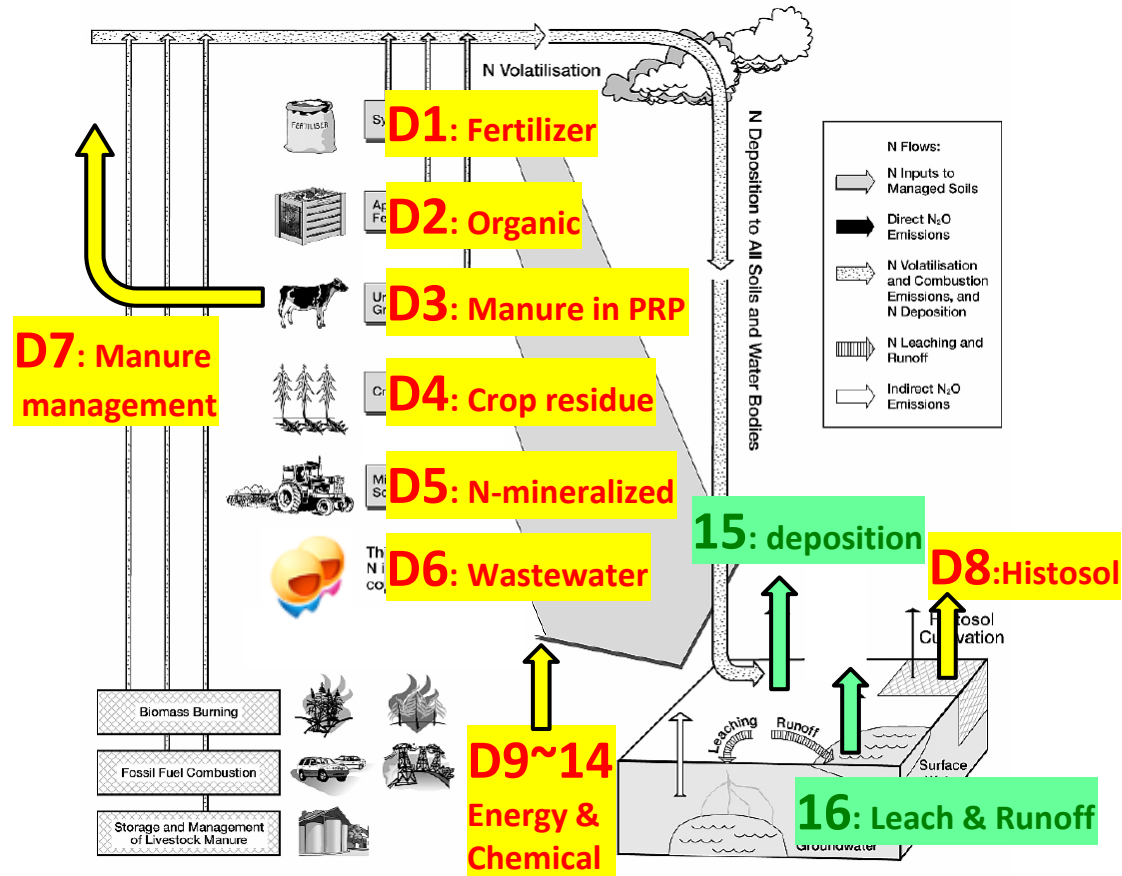 N Volatilisation
FERTILISER
D1: Fertilizer
D2: Organic
D3: Manure in PRP
D4: Crop residue
D5: N-mineralized
D6: Wastewater
D7: Manure
management
N Deposition to All Soils and Water Bodies
N Flows:
N Inputs to
Managed Soils
Direct N₂O
Emissions
N Volatilisation
and Combustion
Emissions, and
N Deposition
N Leaching and
Runoff
Indirect N₂O
Emissions
15: deposition
D8:Histosol
Biomass Burning
Fossil Fuel Combustion
Storage and Management
of Livestock Manure
D9~14
Energy &
Chemical
Leaching
Runoff
Surface
16: Leach & Runoff
Groundwater